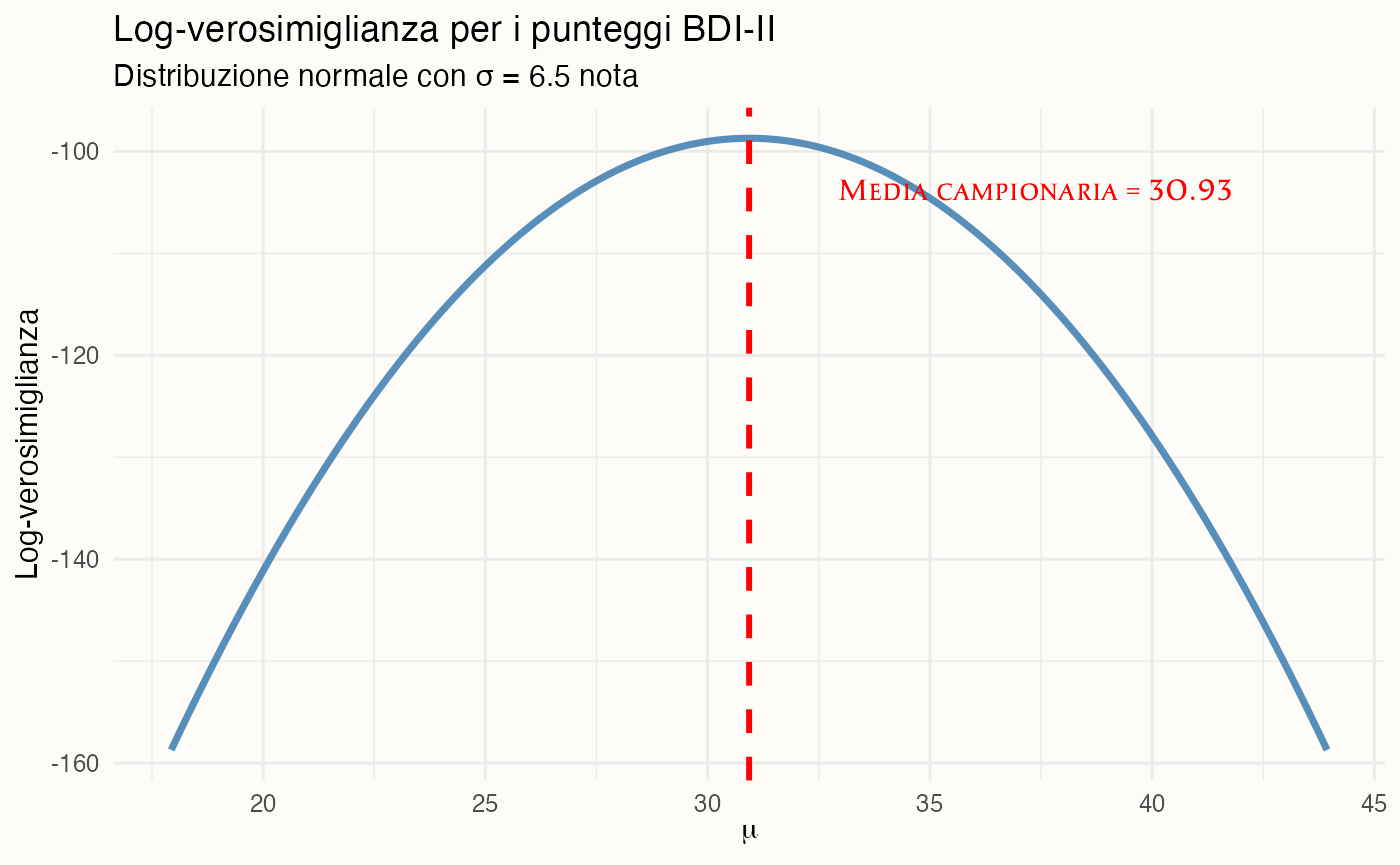 Log-verosimiglianza per i punteggi BDI-II
Distribuzione normale con σ = 6.5 nota
Log-verosimiglianza
-100
-120
-140
-160
Media campionaria = 30.93
20
25
30
35
40
45
μ